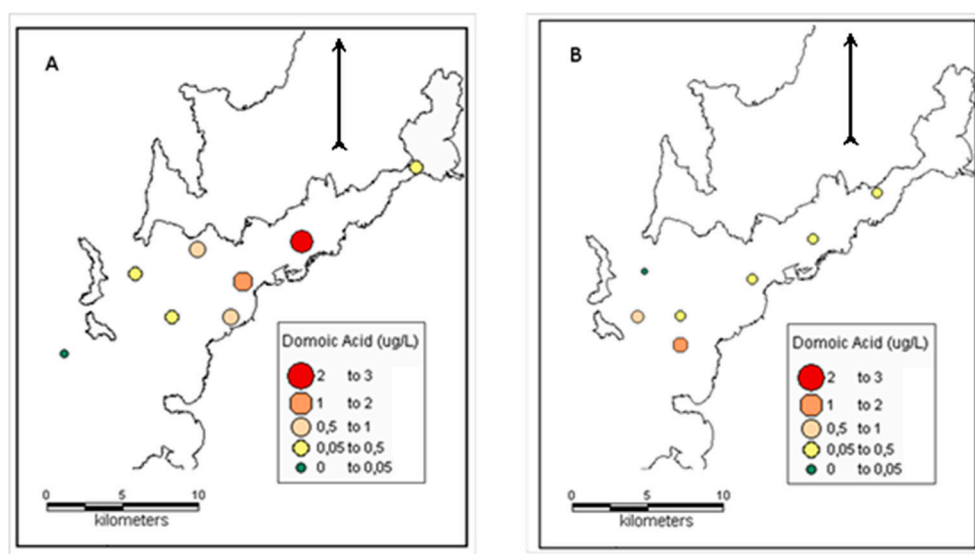 A
Domoic Acid (ug/L)
2 to 3
1 to 2
0,5 to 1
0,05 to 0,5
0 to 0,05
0 5 10
kilometers
B
Domoic Acid (ug/L)
2 to 3
1 to 2
0,5 to 1
0,05 to 0,5
0 to 0,05
0 5 10
kilometers